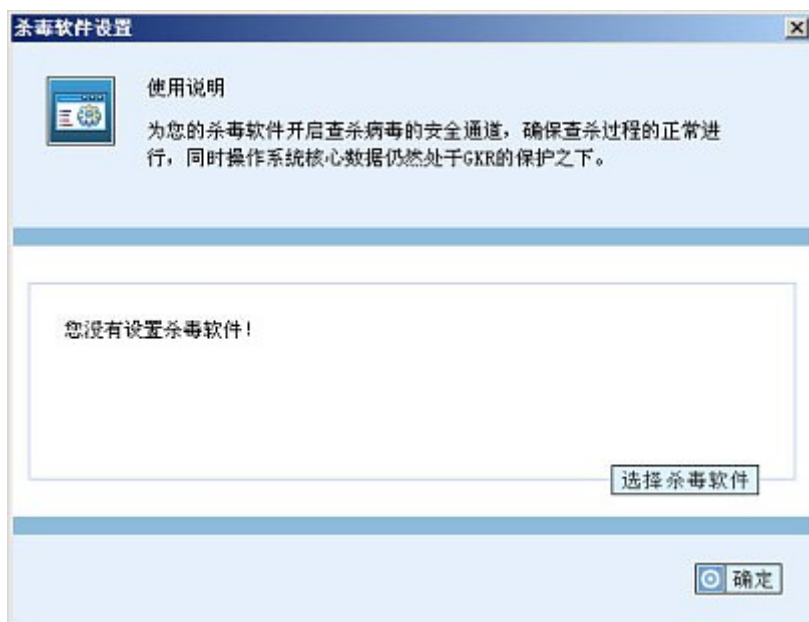 杀毒软件设置
使用说明
为您的杀毒软件开启查杀病毒的安全通道，确保查杀过程的正常进
行，同时操作系统核心数据仍然处于GKR的保护之下。
您没有设置杀毒软件！
选择杀毒软件
确定